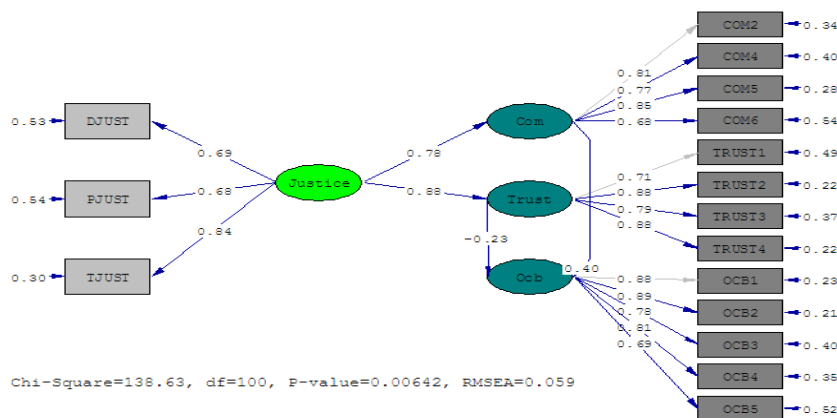 COM2
0.34
0.81
COM4
0.40
0.77
COM5
0.28
0.85
COM6
0.54
0.68
0.53
DJUST
Com
TRUST1
0.49
0.69
0.78
0.71
TRUST2
0.22
0.88
Justice
0.54
PJUST
0.68
0.88
Trust
TRUST3
0.37
0.79
TRUST4
0.22
0.88
0.84
-0.23
0.40
0.30
TJUST
Ocb
OCB1
0.23
0.88
OCB2
0.21
0.89
OCB3
0.40
0.78
OCB4
0.35
0.81
OCB5
0.52
0.69
Chi-Square=138.63, df=100, P-value=0.00642, RMSEA=0.059